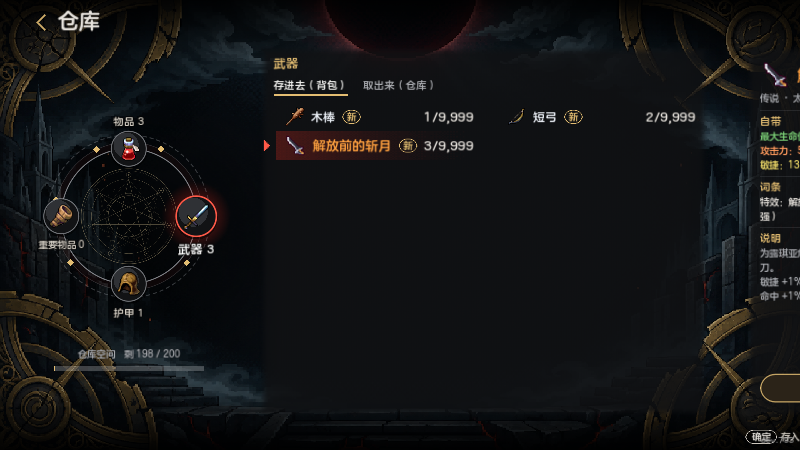 仓库
武器
存进去（背包） 取出来（仓库）
木棒 新 1/9,999
短弓 新 2/9,999
解放前的斩月 新 3/9,999
物品 3
武器 3
重要物品 0
护甲 1
仓库空间 剩 198 / 200
传说 ·
自带
最大生命
攻击力：
敏捷：13
词条
特效：解
强）
说明
刀。
敏捷 +1%
命中 +1%
确定 存入